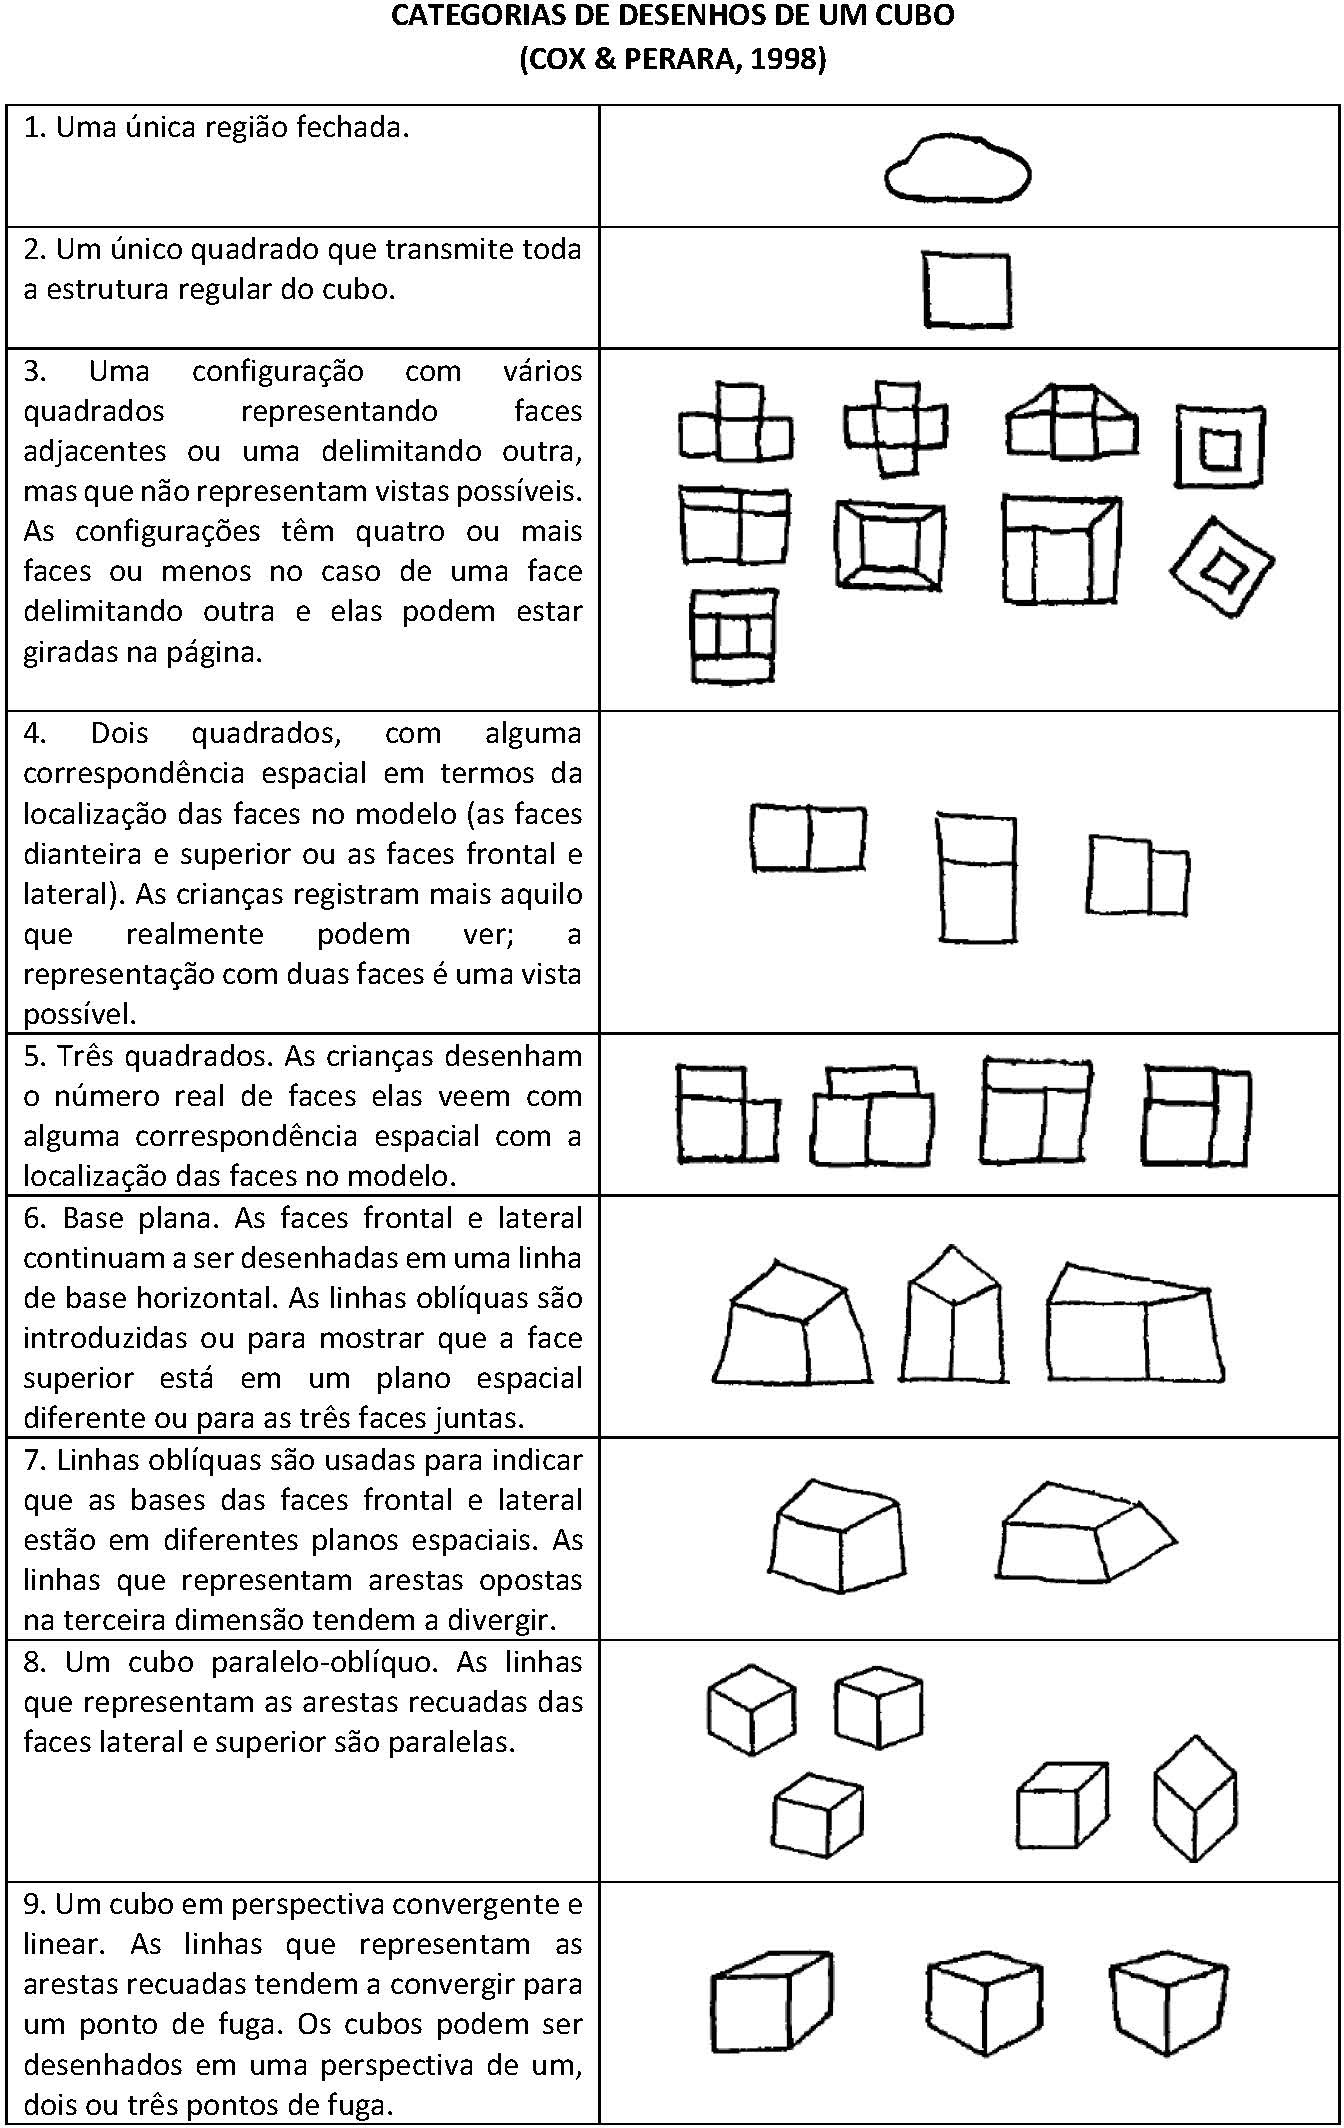 CATEGORIAS DE DESENHOS DE UM CUBO
(COX & PERARA, 1998)
1. Uma única região fechada.
2. Um único quadrado que transmite toda
a estrutura regular do cubo.
3. Uma configuração com vários
quadrados representando faces
adjacentes ou uma delimitando outra,
mas que não representam vistas possíveis.
As configurações têm quatro ou mais
faces ou menos no caso de uma face
delimitando outra e elas podem estar
giradas na página.
4. Dois quadrados, com alguma
correspondência espacial em termos da
localização das faces no modelo (as faces
dianteira e superior ou as faces frontal e
lateral). As crianças registram mais aquilo
que realmente podem ver; a
representação com duas faces é uma vista
possível.
5. Três quadrados. As crianças desenham
o número real de faces elas veem com
alguma correspondência espacial com a
localização das faces no modelo.
6. Base plana. As faces frontal e lateral
continuam a ser desenhadas em uma linha
de base horizontal. As linhas oblíquas são
introduzidas ou para mostrar que a face
superior está em um plano espacial
diferente ou para as três faces juntas.
7. Linhas oblíquas são usadas para indicar
que as bases das faces frontal e lateral
estão em diferentes planos espaciais. As
linhas que representam arestas opostas
na terceira dimensão tendem a divergir.
8. Um cubo paralelo-oblíquo. As linhas
que representam as arestas recuadas das
faces lateral e superior são paralelas.
9. Um cubo em perspectiva convergente e
linear. As linhas que representam as
arestas recuadas tendem a convergir para
um ponto de fuga. Os cubos podem ser
desenhados em uma perspectiva de um,
dois ou três pontos de fuga.